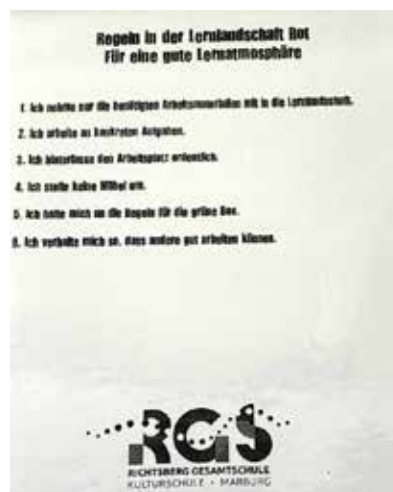 Regeln in der Lernlandschaft Rot
Für eine gute Lernatmosphäre
1. Ich nehme nur die benötigten Arbeitsmaterialien mit in die Lernlandschaft.
2. Ich arbeite an konkreten Aufgaben.
3. Ich hinterlasse den Arbeitsplatz ordentlich.
4. Ich stelle keine Möbel um.
5. Ich halte mich an die Regeln für die grüne Box.
6. Ich verhalte mich so, dass andere gut arbeiten können.
RGS
RICHTSBERG-GESAMTSCHULE
KULTURSCHULE • MARBURG